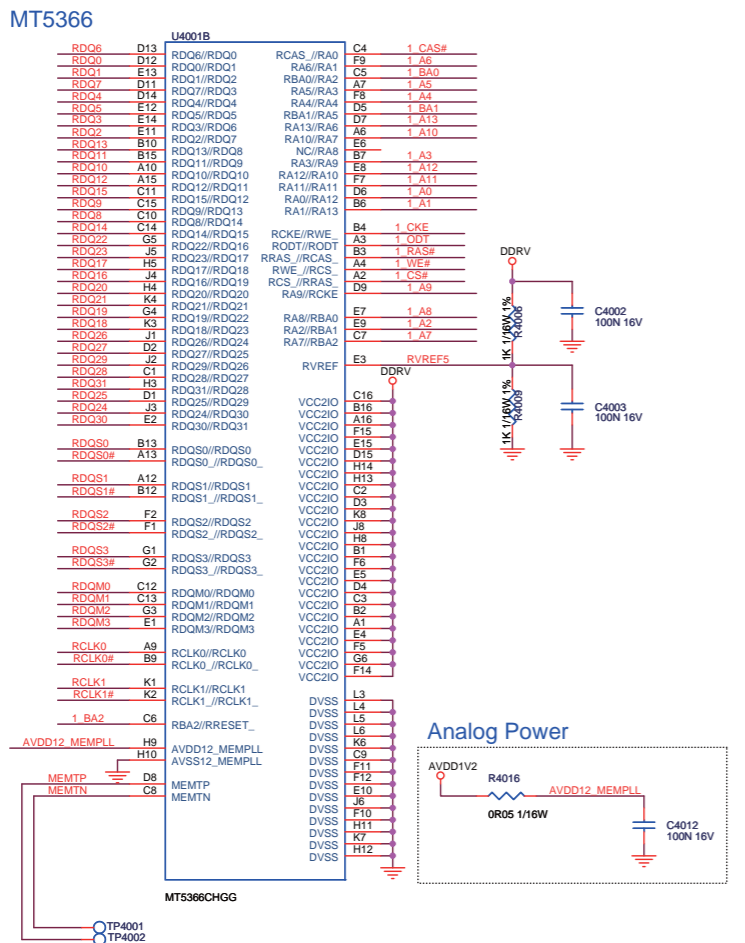 MT5366
U4001B
RDQ6 D13 RDQ6//RDQ0 RCAS_//RA0 C4 1_CAS#
RDQ0 D12 RDQ0//RDQ1 RA6//RA1 F9 1_A6
RDQ1 E13 RDQ1//RDQ2 RBA0//RA2 C5 1_BA0
RDQ7 D11 RDQ7//RDQ3 RA5//RA3 A7 1_A5
RDQ4 D14 RDQ4//RDQ4 RA4//RA4 F8 1_A4
RDQ5 E12 RDQ5//RDQ5 RBA1//RA5 D5 1_BA1
RDQ3 E14 RDQ3//RDQ6 RA13//RA6 D7 1_A13
RDQ2 E11 RDQ2//RDQ7 RA10//RA7 A6 1_A10
RDQ13 B10 RDQ13//RDQ8 NC//RA8 E6
RDQ11 B15 RDQ11//RDQ9 RA3//RA9 B7 1_A3
RDQ10 A10 RDQ10//RDQ10 RA12//RA10 E8 1_A12
RDQ12 A15 RDQ12//RDQ11 RA11//RA11 F7 1_A11
RDQ15 C11 RDQ15//RDQ12 RA0//RA12 D6 1_A0
RDQ9 C15 RDQ9//RDQ13 RA1//RA13 B6 1_A1
RDQ8 C10 RDQ8//RDQ14
RDQ14 C14 RDQ14//RDQ15 RCKE//RWE_ B4 1_CKE
RDQ22 G5 RDQ22//RDQ16 RODT//RODT A3 1_ODT
RDQ23 J5 RDQ23//RDQ17 RRAS_//RCAS_ B3 1_RAS#
RDQ17 H5 RDQ17//RDQ18 RWE_//RCS_ A4 1_WE#
RDQ16 J4 RDQ16//RDQ19 RCS_//RRAS_ A2 1_CS#
RDQ20 H4 RDQ20//RDQ20 RA9//RCKE D9 1_A9
RDQ21 K4 RDQ21//RDQ21
RDQ19 G4 RDQ19//RDQ22 RA8//RBA0 E7 1_A8
RDQ18 K3 RDQ18//RDQ23 RA2//RBA1 E9 1_A2
RDQ26 J1 RDQ26//RDQ24 RA7//RBA2 C7 1_A7
RDQ27 D2 RDQ27//RDQ25
RDQ29 J2 RDQ29//RDQ26 RVREF E3 RVREF5
RDQ28 C1 RDQ28//RDQ27
RDQ31 H3 RDQ31//RDQ28
RDQ25 D1 RDQ25//RDQ29
RDQ24 J3 RDQ24//RDQ30
RDQ30 E2 RDQ30//RDQ31
DDRV
R4006
1K 1/16W 1%
C4002
100N 16V
R4009
1K 1/16W 1%
C4003
100N 16V
DDRV
RDQS0 B13 RDQS0//RDQS0
RDQS0# A13 RDQS0_//RDQS0_
RDQS1 A12 RDQS1//RDQS1
RDQS1# B12 RDQS1_//RDQS1_
RDQS2 F2 RDQS2//RDQS2
RDQS2# F1 RDQS2_//RDQS2_
RDQS3 G1 RDQS3//RDQS3
RDQS3# G2 RDQS3_//RDQS3_
RDQM0 C12 RDQM0//RDQM0
RDQM1 C13 RDQM1//RDQM1
RDQM2 G3 RDQM2//RDQM2
RDQM3 E1 RDQM3//RDQM3
RCLK0 A9 RCLK0//RCLK0
RCLK0# B9 RCLK0_//RCLK0_
RCLK1 K1 RCLK1//RCLK1
RCLK1# K2 RCLK1_//RCLK1_
1_BA2 C6 RBA2//RRESET_
AVDD12_MEMPLL H9 AVDD12_MEMPLL
H10 AVSS12_MEMPLL
MEMTP D8 MEMTP
MEMTN C8 MEMTN
VCC2IO C16
VCC2IO B16
VCC2IO A16
VCC2IO F15
VCC2IO E15
VCC2IO D15
VCC2IO H14
VCC2IO H13
VCC2IO C2
VCC2IO D3
VCC2IO K8
VCC2IO J8
VCC2IO H8
VCC2IO B1
VCC2IO F6
VCC2IO E5
VCC2IO D4
VCC2IO C3
VCC2IO B2
VCC2IO A1
VCC2IO E4
VCC2IO F5
VCC2IO G6
VCC2IO F14
DVSS L3
DVSS L4
DVSS L5
DVSS L6
DVSS K6
DVSS C9
DVSS F11
DVSS F12
DVSS E10
DVSS J6
DVSS F10
DVSS H11
DVSS K7
DVSS H12
MT5366CHGG
TP4001
TP4002
Analog Power
AVDD1V2
R4016
0R05 1/16W
AVDD12_MEMPLL
C4012
100N 16V